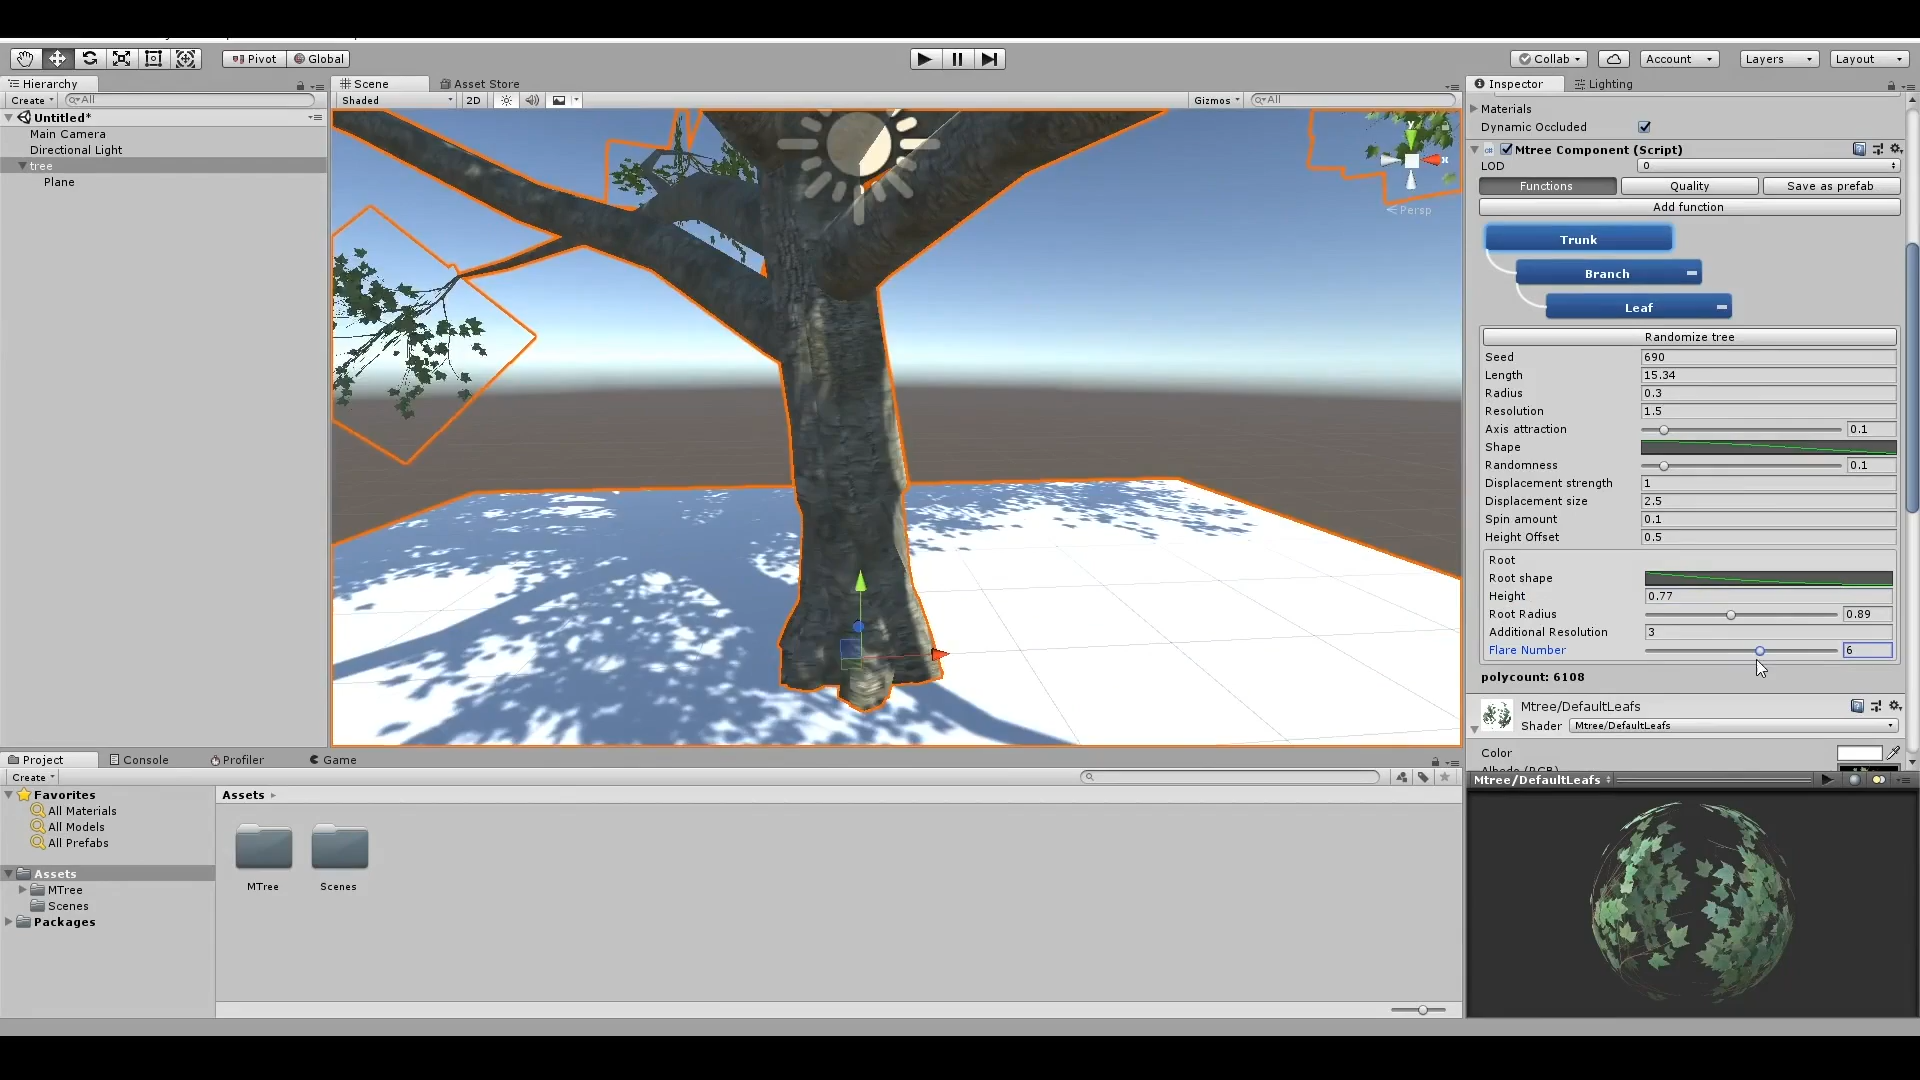 Pivot Global Collab Account Layers Layout
Hierarchy Scene Asset Store Inspector Lighting
Create All Shaded 2D Gizmos All
Untitled*
Main Camera
Directional Light
tree
Plane
y
x
Persp
Materials
Dynamic Occluded
Mtree Component (Script)
LOD 0
Functions Quality Save as prefab
Add function
Trunk
Branch
Leaf
Randomize tree
Seed 690
Length 15.34
Radius 0.3
Resolution 1.5
Axis attraction 0.1
Shape
Randomness 0.1
Displacement strength 1
Displacement size 2.5
Spin amount 0.1
Height Offset 0.5
Root
Root shape
Height 0.77
Root Radius 0.89
Additional Resolution 3
Flare Number 6
polycount: 6108
Mtree/DefaultLeafs
Shader Mtree/DefaultLeafs
Color
Mtree/DefaultLeafs
Project Console Profiler Game
Create
Favorites
All Materials
All Models
All Prefabs
Assets
MTree
Scenes
Packages
Assets
MTree Scenes